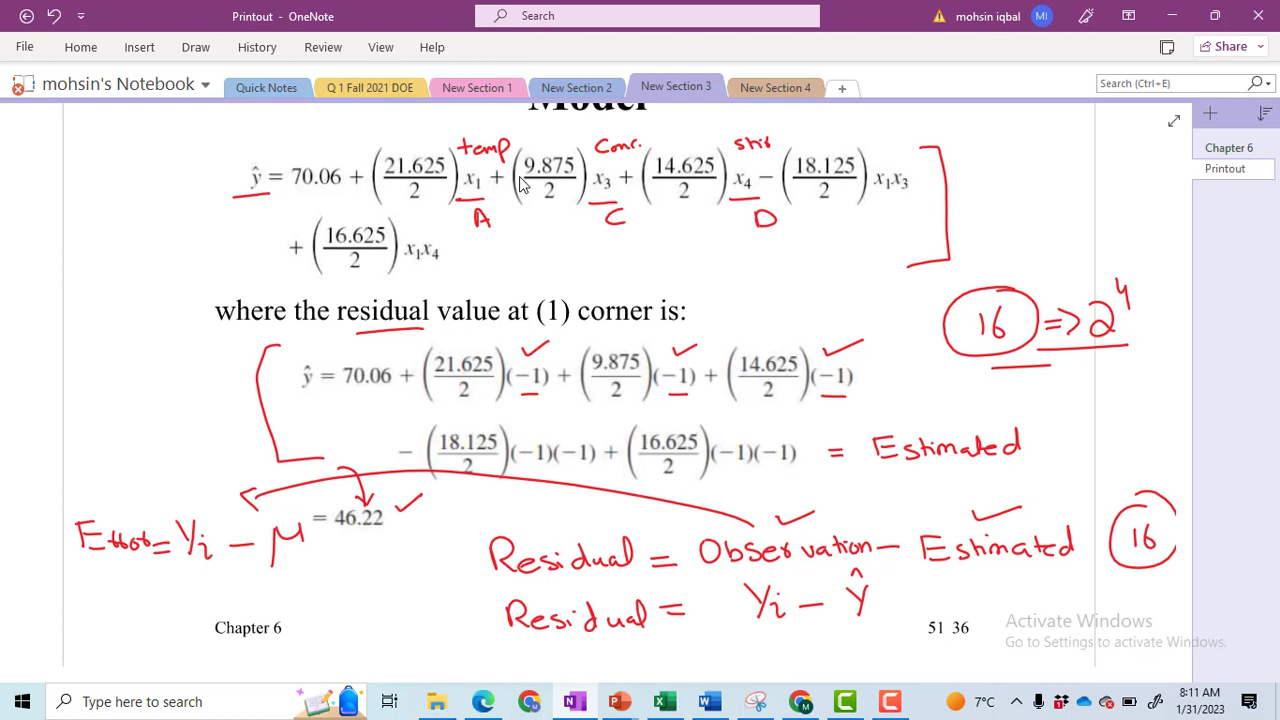 Printout - OneNote
Search
mohsin iqbal
MI
File Home Insert Draw History Review View Help
Share
mohsin's Notebook
Quick Notes
Q 1 Fall 2021 DOE
New Section 1
New Section 2
New Section 3
New Section 4
Search (Ctrl+E)
Chapter 6
Printout
Model
temp Conc. stir
ŷ = 70.06 + (21.625/2) x₁ + (9.875/2) x₃ + (14.625/2) x₄ − (18.125/2) x₁x₃
A C D
+ (16.625/2) x₁x₄
where the residual value at (1) corner is:
16 => 2⁴
ŷ = 70.06 + (21.625/2)(−1) + (9.875/2)(−1) + (14.625/2)(−1)
− (18.125/2)(−1)(−1) + (16.625/2)(−1)(−1) = Estimated
= 46.22
Error = Yi − μ
Residual = Observation − Estimated
16
Residual = Yi − Ŷ
Chapter 6
51 36
Activate Windows
Go to Settings to activate Windows.
Type here to search
7°C
8:11 AM
1/31/2023